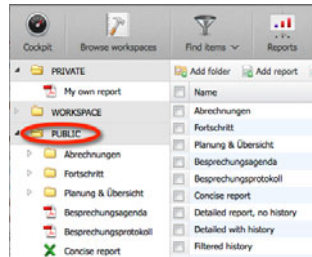 Cockpit
Browse workspaces
Find items
Reports
PRIVATE
My own report
WORKSPACE
PUBLIC
Abrechnungen
Fortschritt
Planung & Übersicht
Besprechungsagenda
Besprechungsprotokoll
Concise report
Add folder
Add report
Name
Abrechnungen
Fortschritt
Planung & Übersicht
Besprechungsagenda
Besprechungsprotokoll
Concise report
Detailed report, no history
Detailed with history
Filtered history